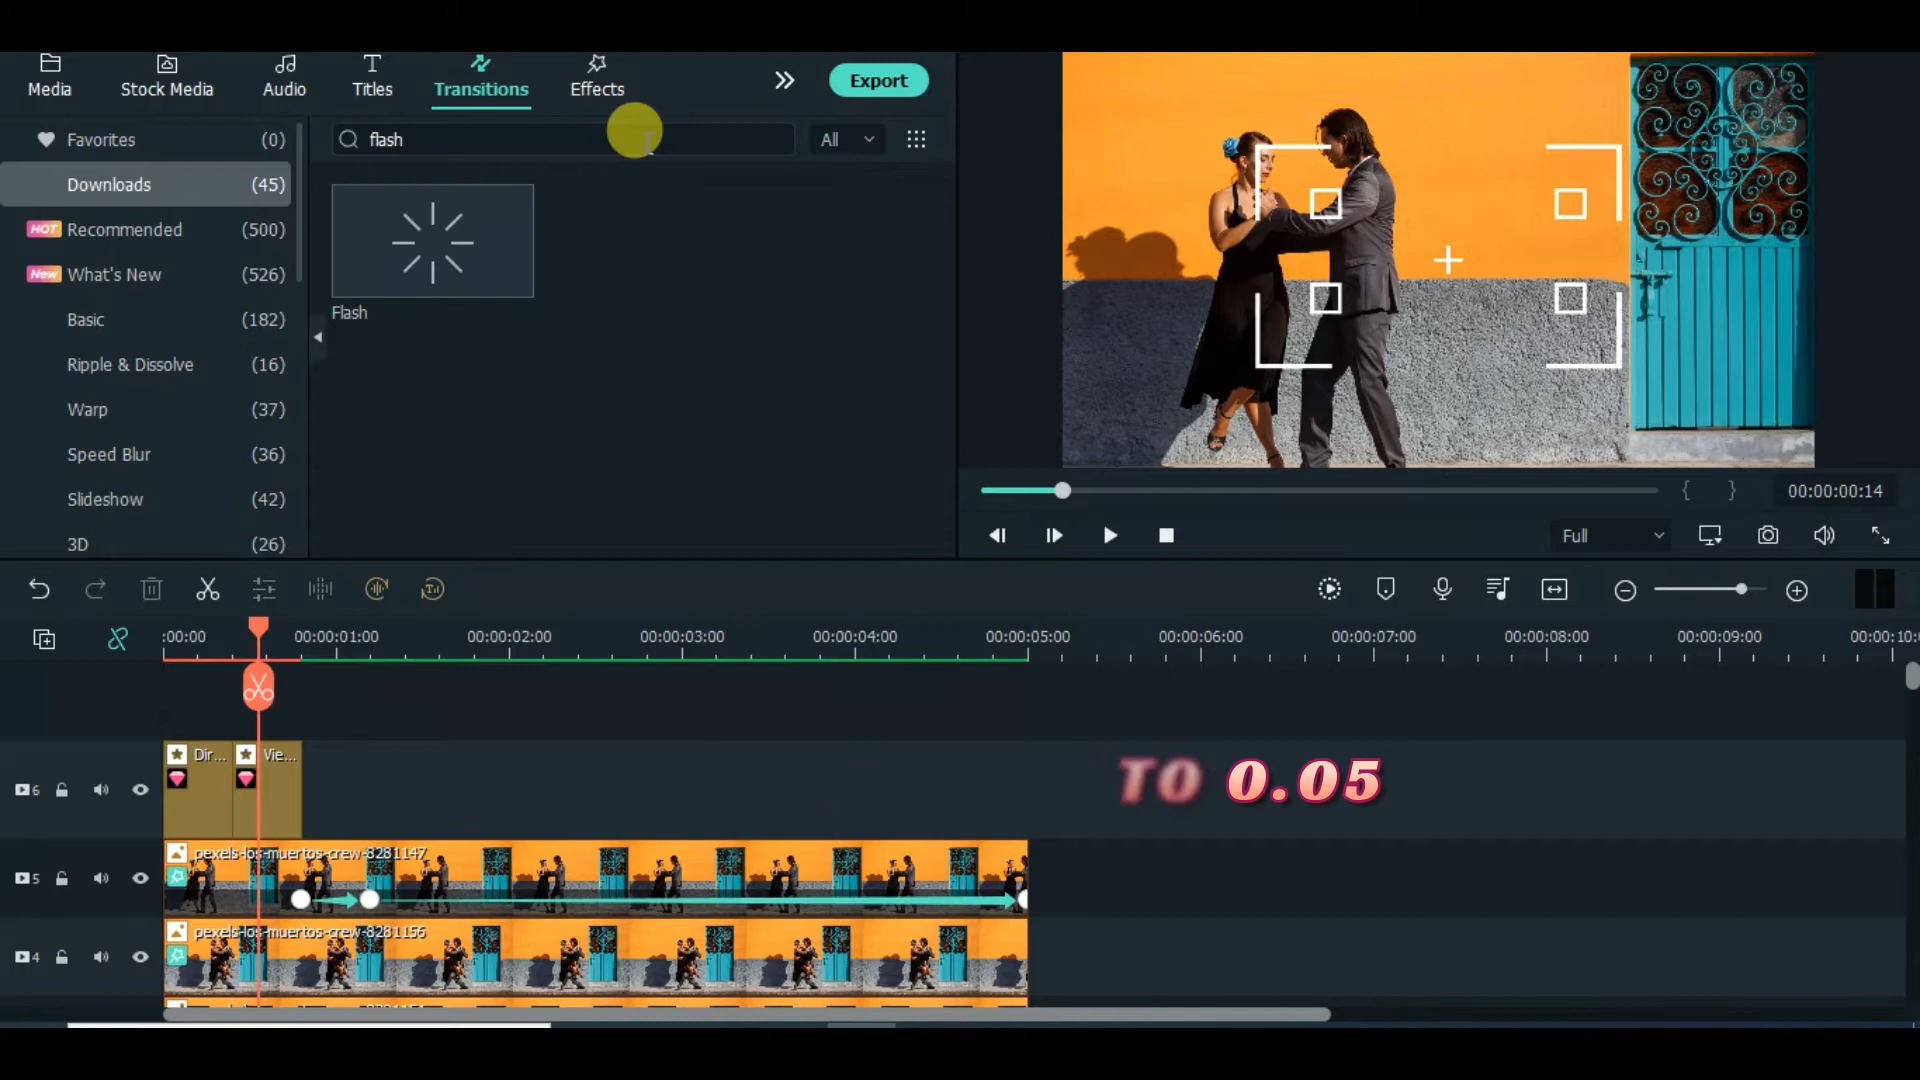 Media Stock Media Audio Titles Transitions Effects Export
Favorites (0)
flash All
Downloads (45)
HOT Recommended (500)
New What's New (526)
Flash
Basic (182)
Ripple & Dissolve (16)
Warp (37)
Speed Blur (36)
Slideshow (42)
3D (26)
{ } 00:00:00:14
Full
:00:00 00:00:01:00 00:00:02:00 00:00:03:00 00:00:04:00 00:00:05:00 00:00:06:00 00:00:07:00 00:00:08:00 00:00:09:00 00:00:10:0
Dir... Vie...
TO 0.05
6
pexels-los-muertos-crew-8281147
5
pexels-los-muertos-crew-8281156
4